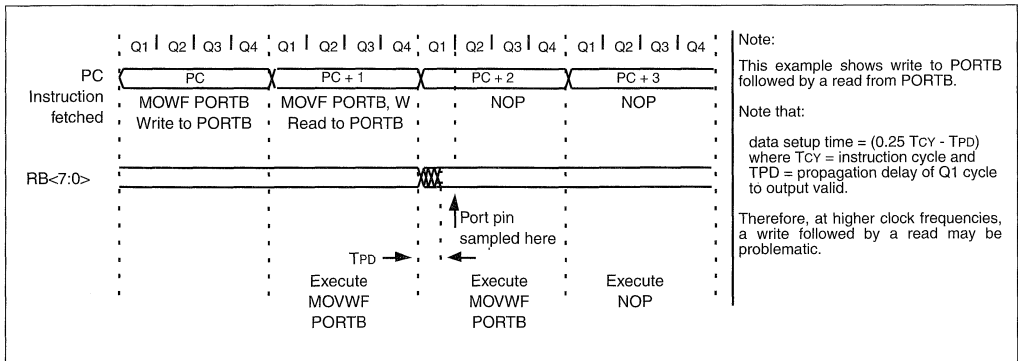 Q1 Q2 Q3 Q4 Q1 Q2 Q3 Q4 Q1 Q2 Q3 Q4 Q1 Q2 Q3 Q4
PC PC PC + 1 PC + 2 PC + 3
Instruction fetched
MOWF PORTB
Write to PORTB
MOVF PORTB, W
Read to PORTB
NOP
NOP
RB<7:0>
Port pin
sampled here
TPD
Execute
MOVWF
PORTB
Execute
MOVWF
PORTB
Execute
NOP
Note:
This example shows write to PORTB
followed by a read from PORTB.
Note that:
data setup time = (0.25 TCY - TPD)
where TCY = instruction cycle and
TPD = propagation delay of Q1 cycle
to output valid.
Therefore, at higher clock frequencies,
a write followed by a read may be
problematic.